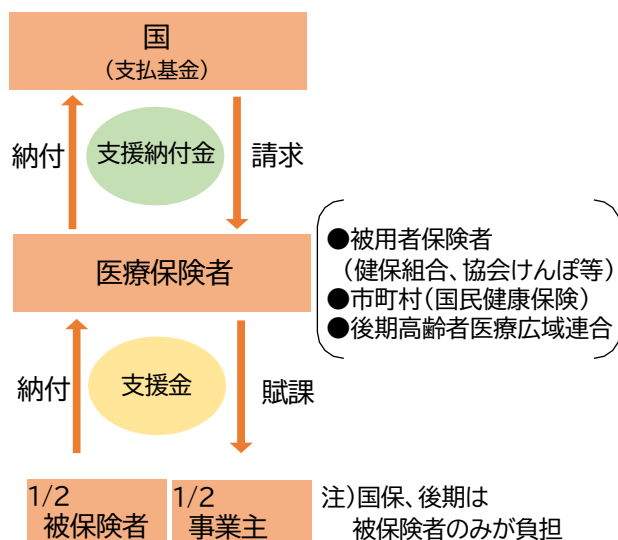 国
(支払基金)
納付
支援納付金
請求
医療保険者
●被用者保険者
(健保組合、協会けんぽ等)
●市町村(国民健康保険)
●後期高齢者医療広域連合
納付
支援金
賦課
1/2
被保険者
1/2
事業主
注)国保、後期は
被保険者のみが負担